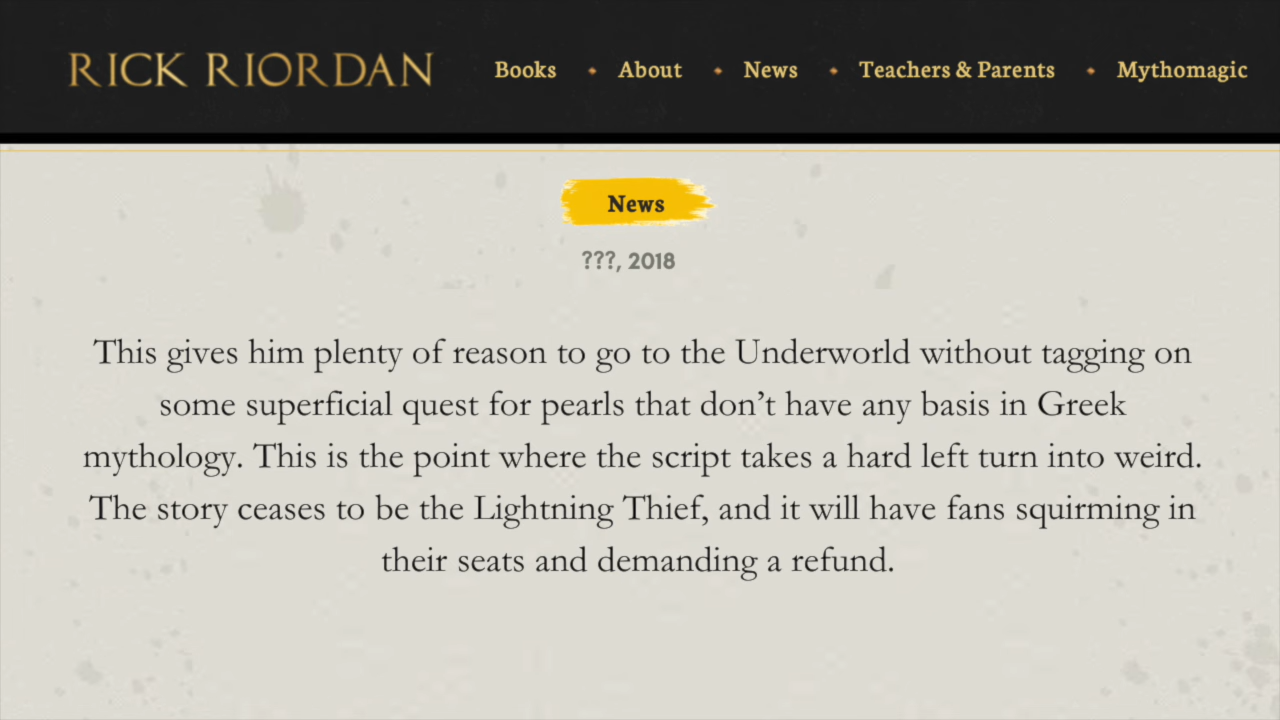 RICK RIORDAN Books About News Teachers & Parents Mythomagic
News
???, 2018
This gives him plenty of reason to go to the Underworld without tagging on
some superficial quest for pearls that don’t have any basis in Greek
mythology. This is the point where the script takes a hard left turn into weird.
The story ceases to be the Lightning Thief, and it will have fans squirming in
their seats and demanding a refund.